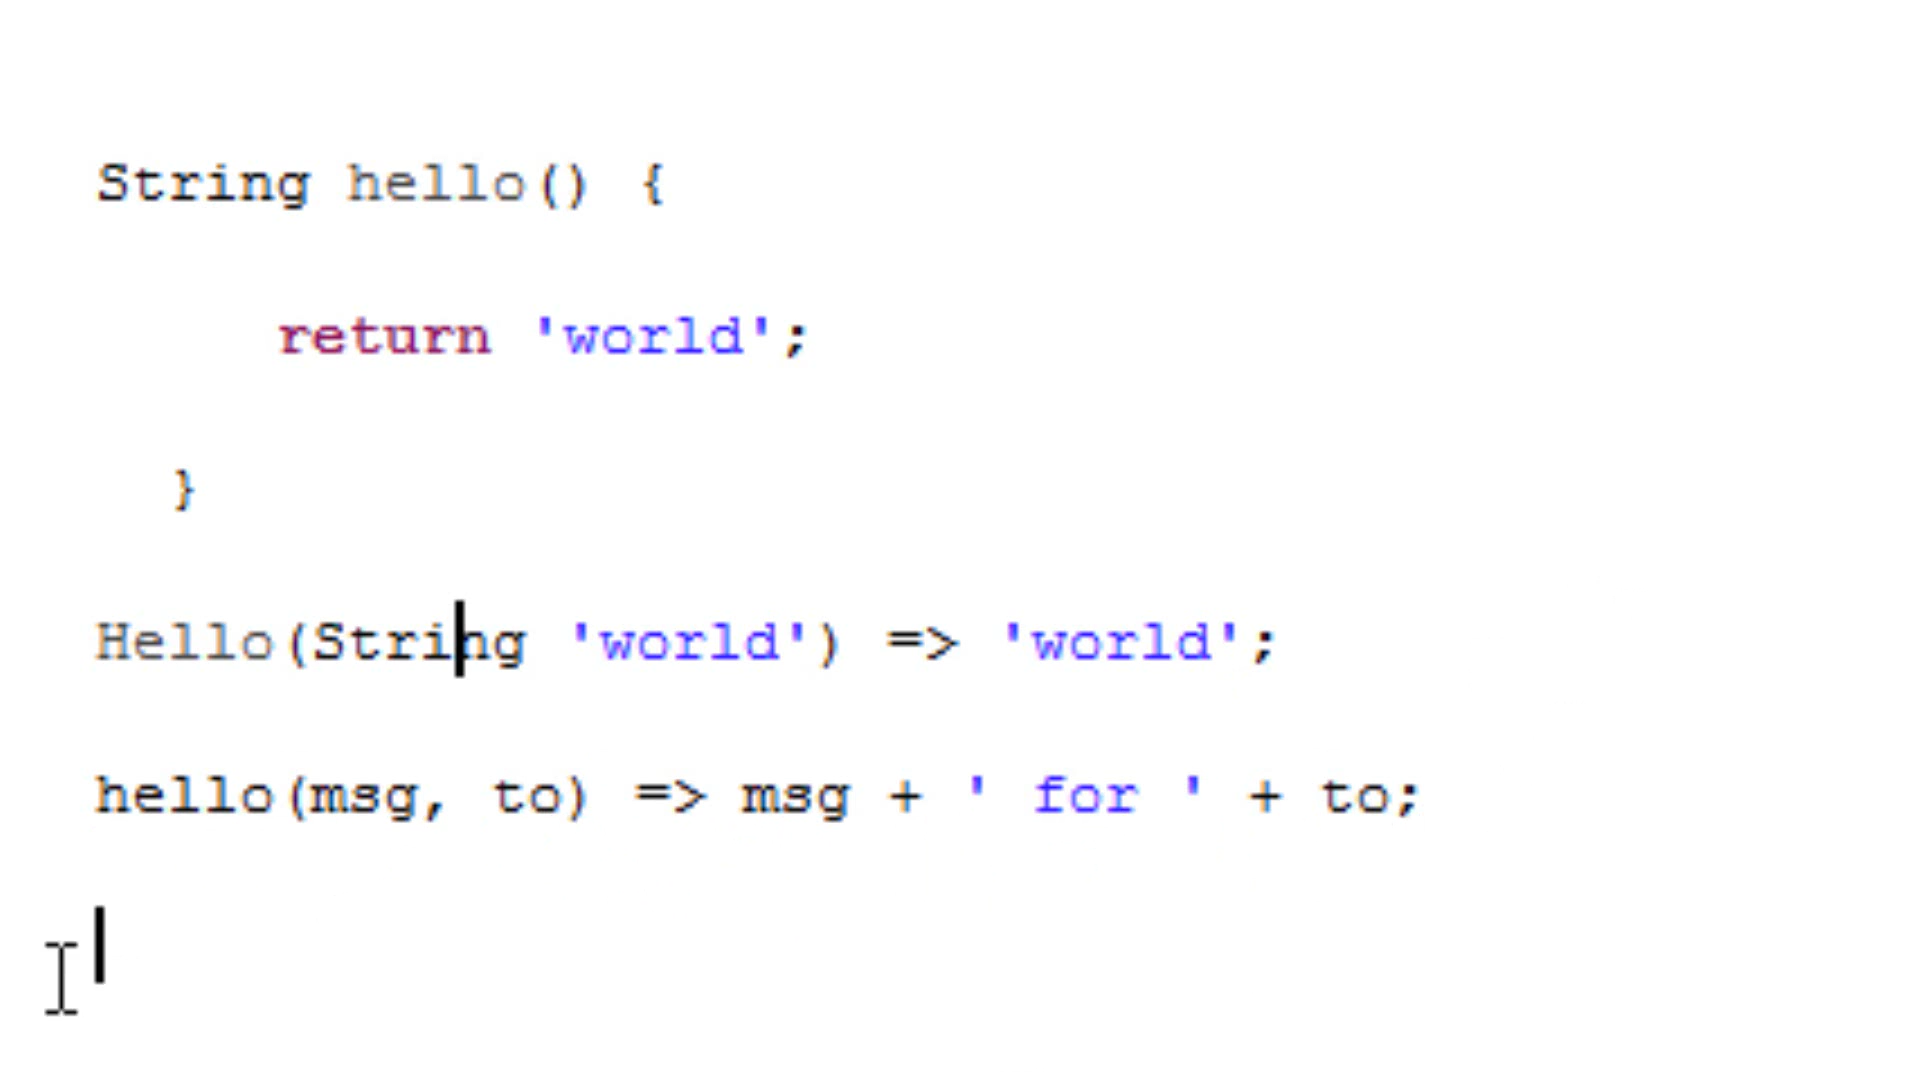 String hello() {
return 'world';
}
Hello(String 'world') => 'world';
hello(msg, to) => msg + ' for ' + to;